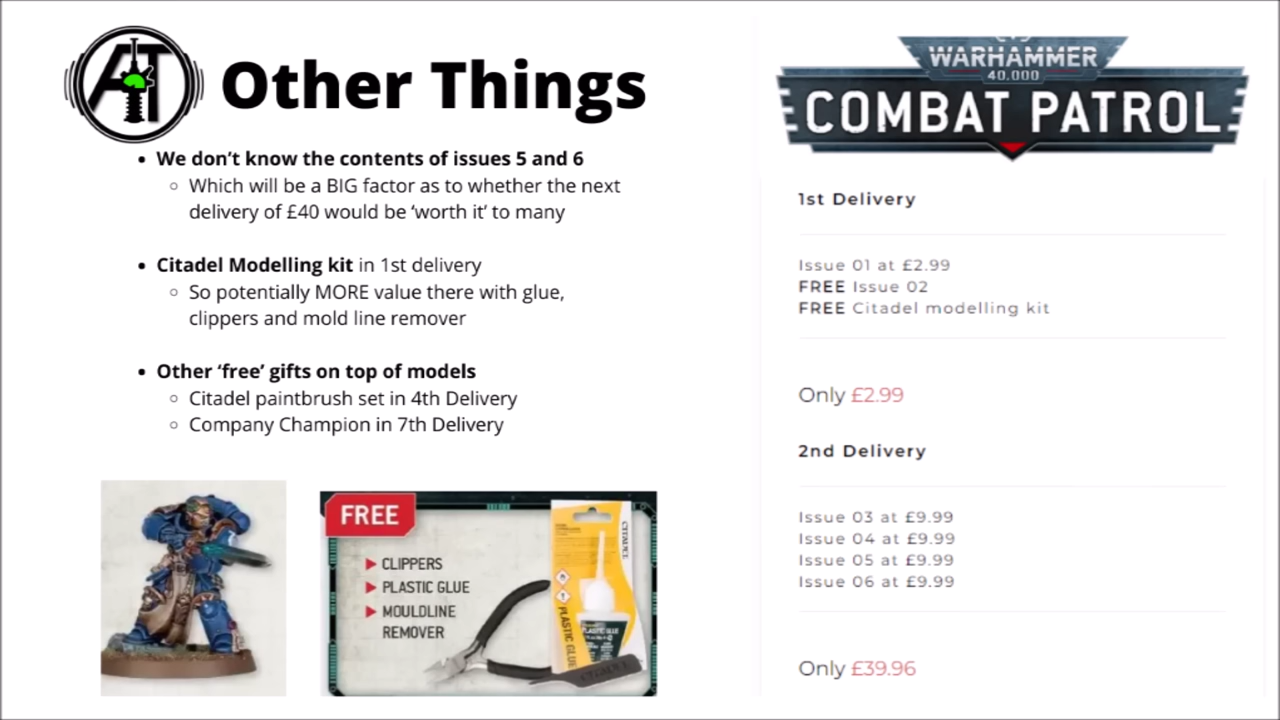 AT
Other Things
• We don’t know the contents of issues 5 and 6
○ Which will be a BIG factor as to whether the next
delivery of £40 would be ‘worth it’ to many
• Citadel Modelling kit in 1st delivery
○ So potentially MORE value there with glue,
clippers and mold line remover
• Other ‘free’ gifts on top of models
○ Citadel paintbrush set in 4th Delivery
○ Company Champion in 7th Delivery
FREE
CLIPPERS
PLASTIC GLUE
MOULDLINE
REMOVER
CITADEL
PLASTIC GLUE
PLASTIC GLUE
CITADEL
WARHAMMER
40,000
COMBAT PATROL
1st Delivery
Issue 01 at £2.99
FREE Issue 02
FREE Citadel modelling kit
Only £2.99
2nd Delivery
Issue 03 at £9.99
Issue 04 at £9.99
Issue 05 at £9.99
Issue 06 at £9.99
Only £39.96